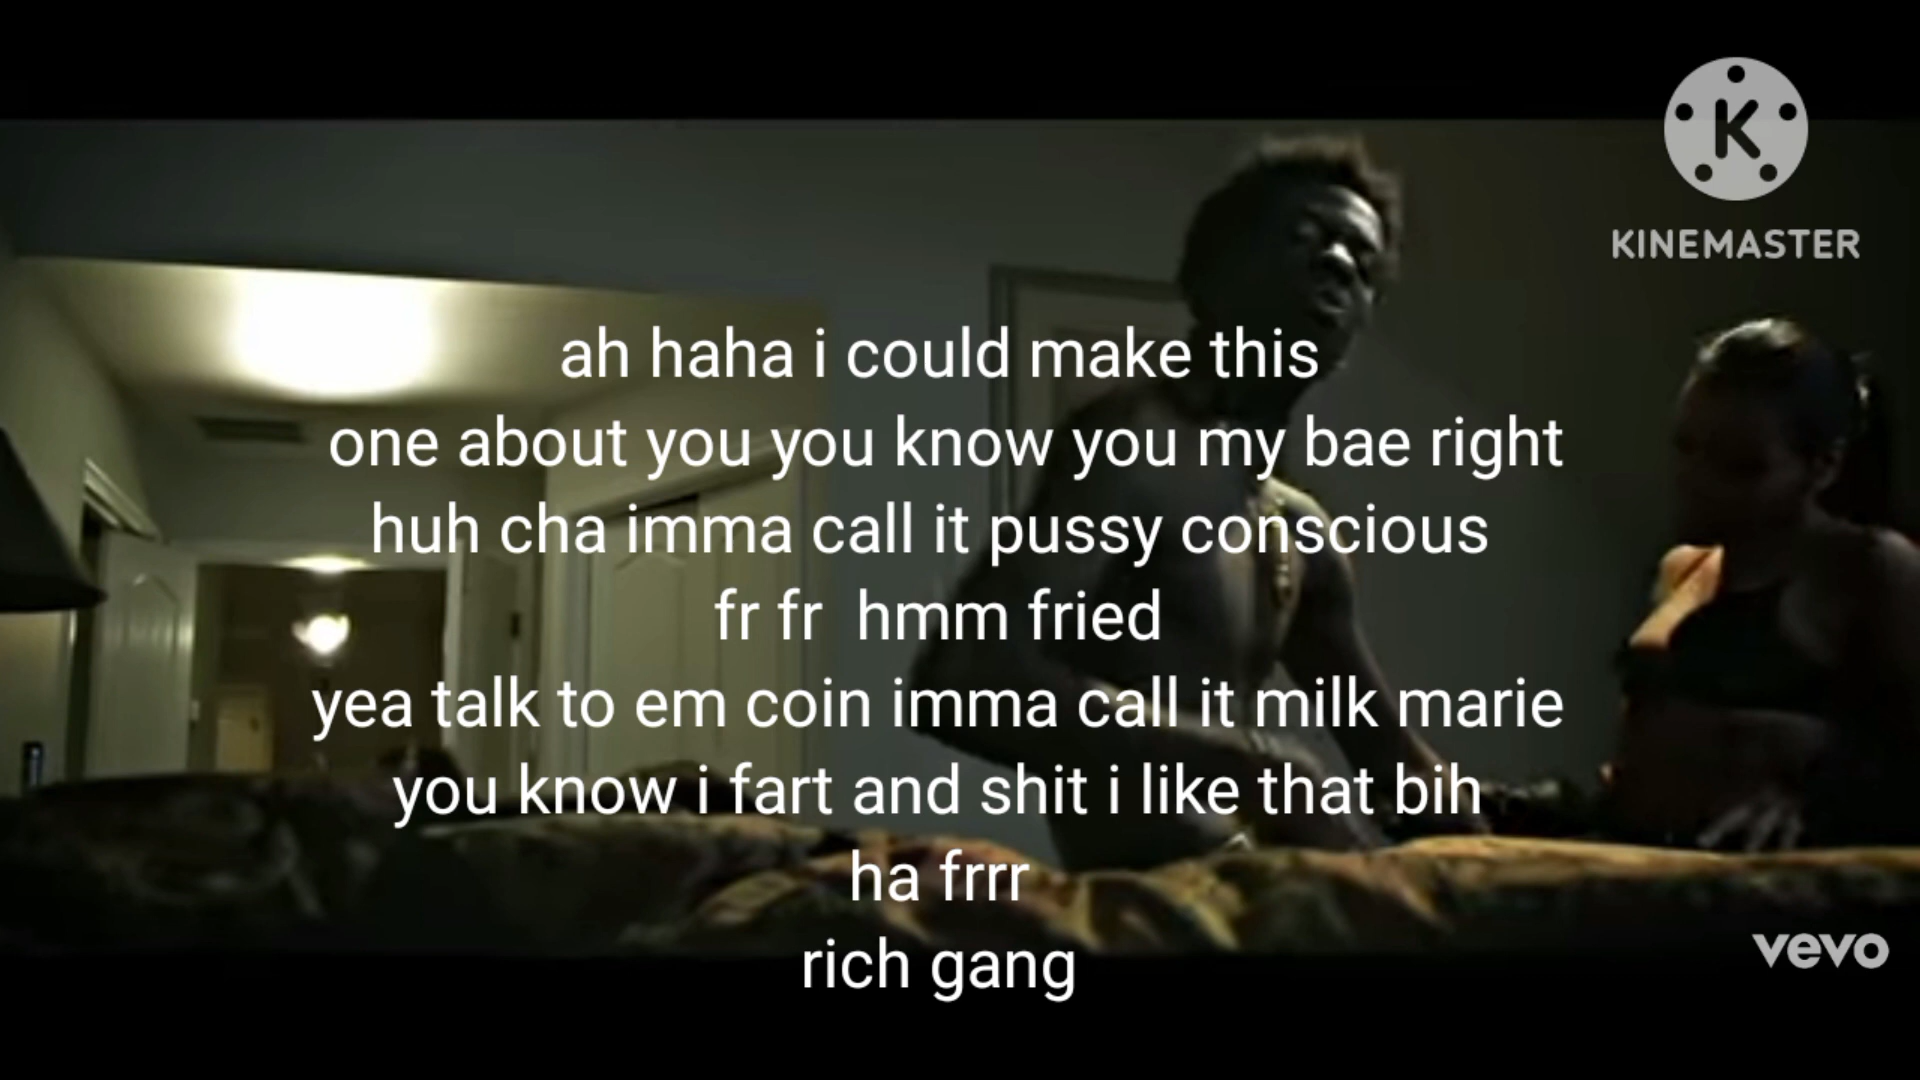 KINEMASTER
ah haha i could make this
one about you you know you my bae right
huh cha imma call it pussy conscious
fr fr  hmm fried
yea talk to em coin imma call it milk marie
you know i fart and shit i like that bih
ha frrr
rich gang
vevo